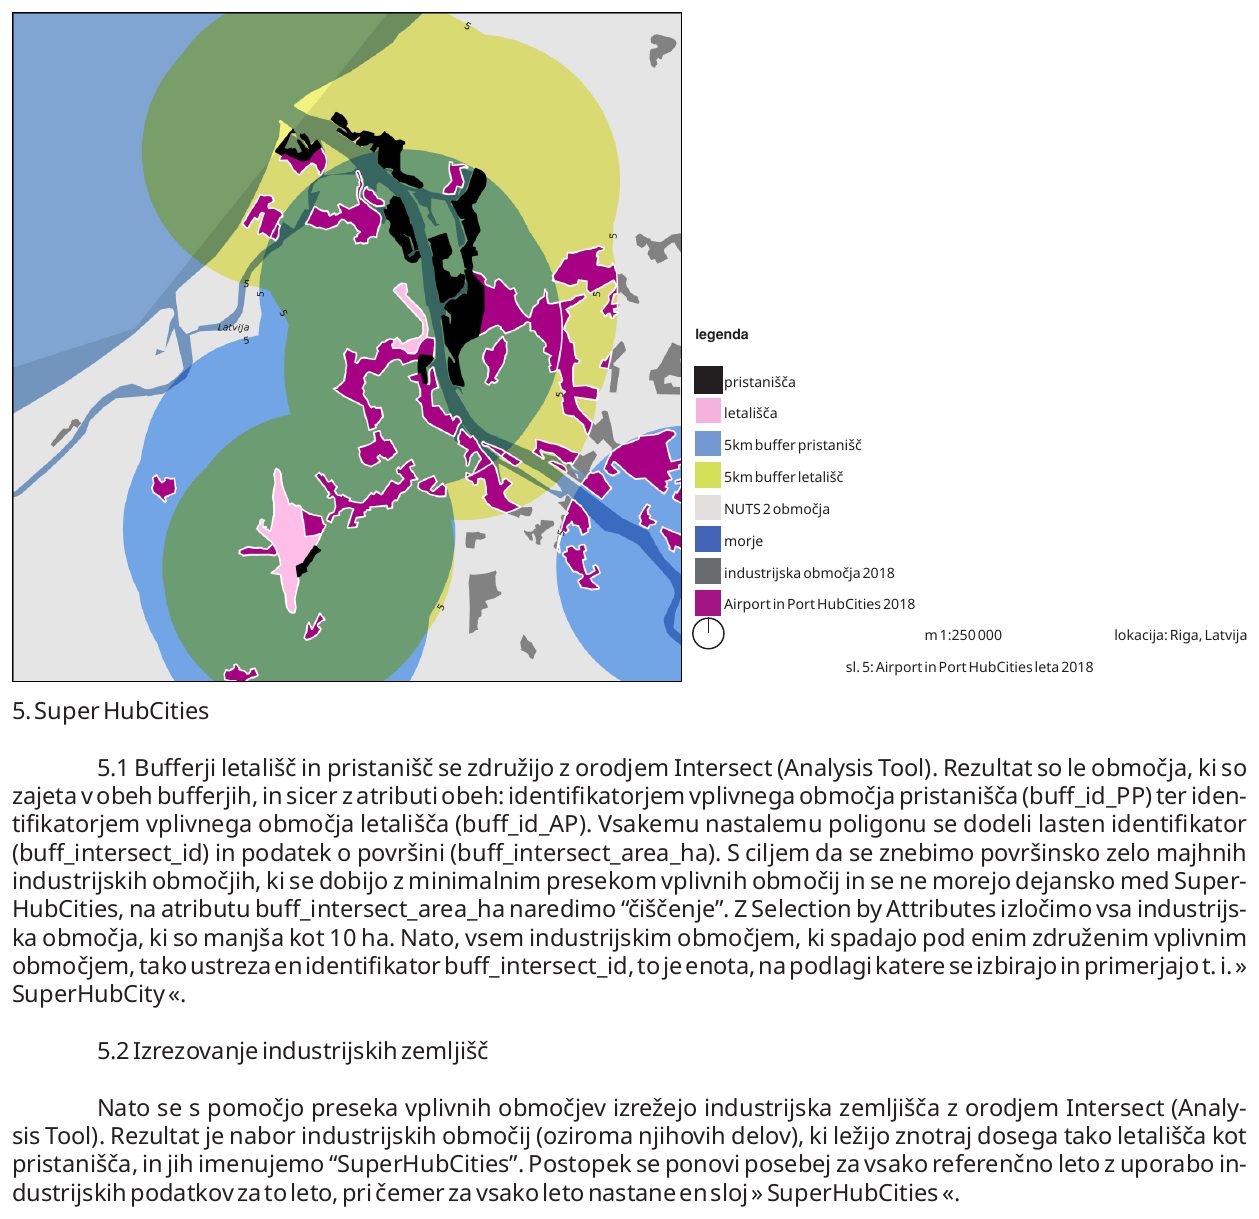 5
5
5
5
5
5
Latvija
5
5
5
5
legenda
pristanišča
letališča
5km buffer pristanišč
5km buffer letališč
NUTS 2 območja
morje
industrijska območja 2018
Airport in Port HubCities 2018
m 1:250 000
lokacija: Riga, Latvija
sl. 5: Airport in Port HubCities leta 2018
5. Super HubCities
5.1 Bufferji letališč in pristanišč se združijo z orodjem Intersect (Analysis Tool). Rezultat so le območja, ki so
zajeta v obeh bufferjih, in sicer z atributi obeh: identifikatorjem vplivnega območja pristanišča (buff_id_PP) ter iden-
tifikatorjem vplivnega območja letališča (buff_id_AP). Vsakemu nastalemu poligonu se dodeli lasten identifikator
(buff_intersect_id) in podatek o površini (buff_intersect_area_ha). S ciljem da se znebimo površinsko zelo majhnih
industrijskih območjih, ki se dobijo z minimalnim presekom vplivnih območij in se ne morejo dejansko med Super-
HubCities, na atributu buff_intersect_area_ha naredimo “čiščenje”. Z Selection by Attributes izločimo vsa industrijs-
ka območja, ki so manjša kot 10 ha. Nato, vsem industrijskim območjem, ki spadajo pod enim združenim vplivnim
območjem, tako ustreza en identifikator buff_intersect_id, to je enota, na podlagi katere se izbirajo in primerjajo t. i. »
SuperHubCity «.
5.2 Izrezovanje industrijskih zemljišč
Nato se s pomočjo preseka vplivnih območjev izrežejo industrijska zemljišča z orodjem Intersect (Analy-
sis Tool). Rezultat je nabor industrijskih območij (oziroma njihovih delov), ki ležijo znotraj dosega tako letališča kot
pristanišča, in jih imenujemo “SuperHubCities”. Postopek se ponovi posebej za vsako referenčno leto z uporabo in-
dustrijskih podatkov za to leto, pri čemer za vsako leto nastane en sloj » SuperHubCities «.